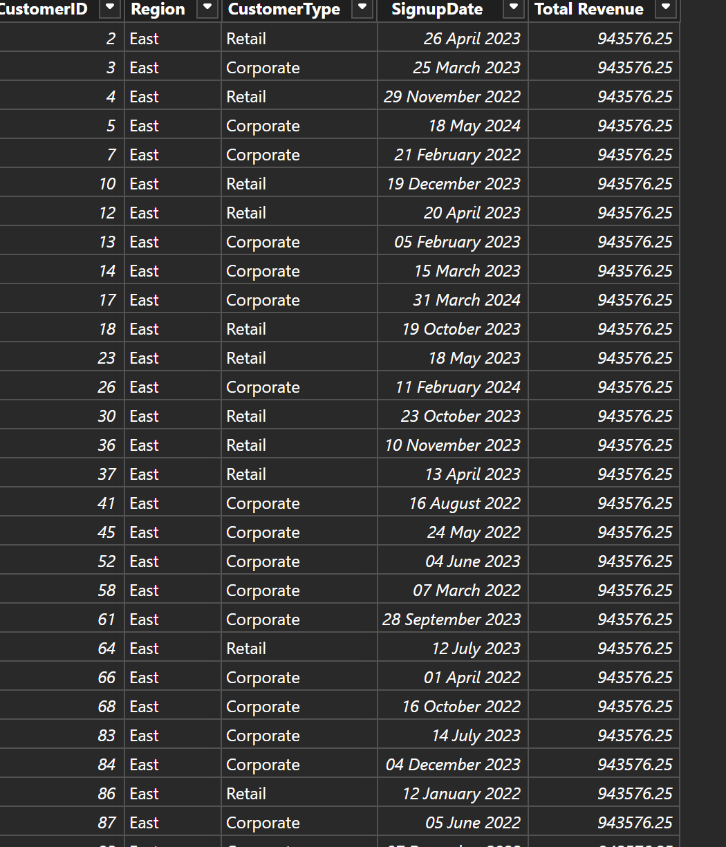 CustomerID Region CustomerType SignupDate Total Revenue
2 East Retail 26 April 2023 943576.25
3 East Corporate 25 March 2023 943576.25
4 East Retail 29 November 2022 943576.25
5 East Corporate 18 May 2024 943576.25
7 East Corporate 21 February 2022 943576.25
10 East Retail 19 December 2023 943576.25
12 East Retail 20 April 2023 943576.25
13 East Corporate 05 February 2023 943576.25
14 East Corporate 15 March 2023 943576.25
17 East Corporate 31 March 2024 943576.25
18 East Retail 19 October 2023 943576.25
23 East Retail 18 May 2023 943576.25
26 East Corporate 11 February 2024 943576.25
30 East Retail 23 October 2023 943576.25
36 East Retail 10 November 2023 943576.25
37 East Retail 13 April 2023 943576.25
41 East Corporate 16 August 2022 943576.25
45 East Corporate 24 May 2022 943576.25
52 East Corporate 04 June 2023 943576.25
58 East Corporate 07 March 2022 943576.25
61 East Corporate 28 September 2023 943576.25
64 East Retail 12 July 2023 943576.25
66 East Corporate 01 April 2022 943576.25
68 East Corporate 16 October 2022 943576.25
83 East Corporate 14 July 2023 943576.25
84 East Corporate 04 December 2023 943576.25
86 East Retail 12 January 2022 943576.25
87 East Corporate 05 June 2022 943576.25